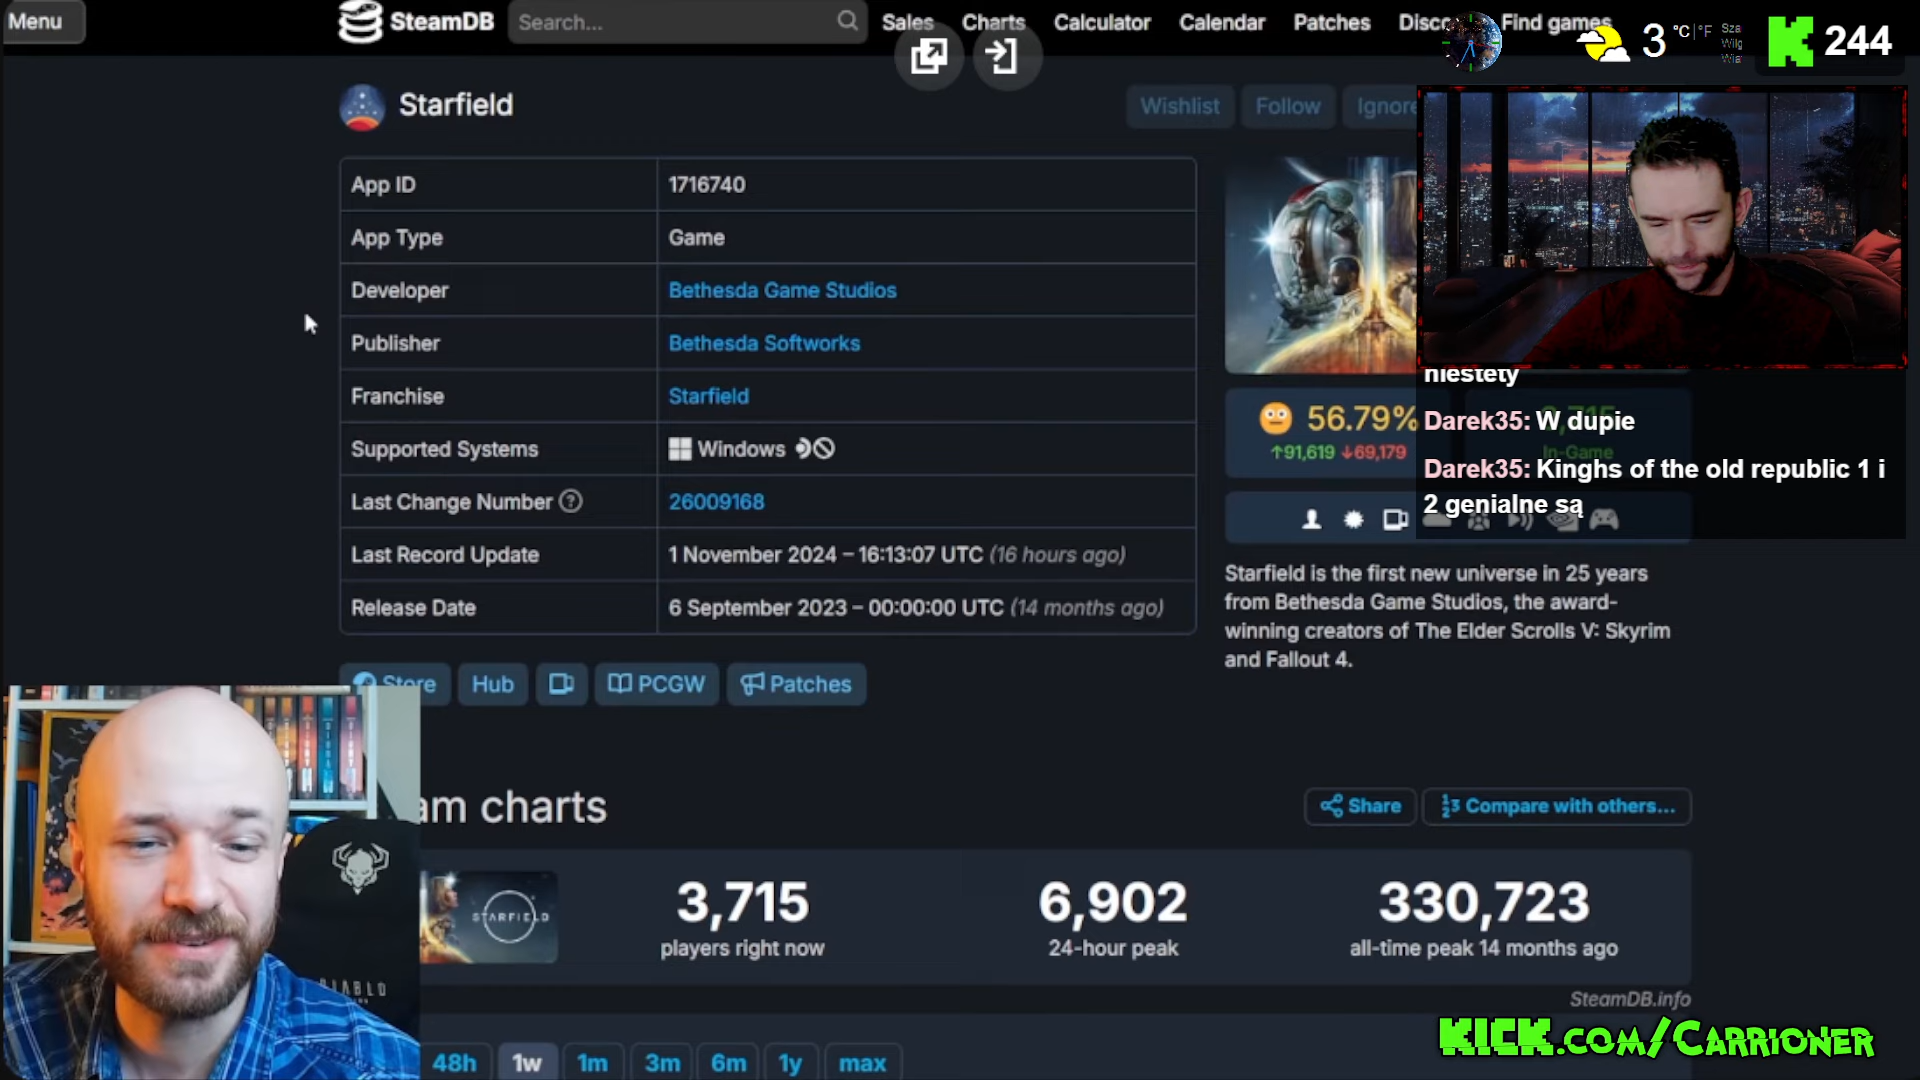 Menu
SteamDB
Search...
Sales
Charts
Calculator
Calendar
Patches
Find games
3
°C|°F
244
Starfield
Wishlist
Follow
Ignore
App ID
1716740
App Type
Game
Developer
Bethesda Game Studios
Publisher
Bethesda Softworks
Franchise
Starfield
Supported Systems
Windows
Last Change Number
26009168
Last Record Update
1 November 2024 – 16:13:07 UTC (16 hours ago)
Release Date
6 September 2023 – 00:00:00 UTC (14 months ago)
56.79%
↑91,619 ↓69,179
In-Game
niestety
Darek35: W dupie
Darek35: Kinghs of the old republic 1 i
2 genialne są
Starfield is the first new universe in 25 years
from Bethesda Game Studios, the award-
winning creators of The Elder Scrolls V: Skyrim
and Fallout 4.
Store
Hub
PCGW
Patches
am charts
Share
Compare with others...
STARFIELD
3,715
players right now
6,902
24-hour peak
330,723
all-time peak 14 months ago
SteamDB.info
DIABLO
KICK.com/Carrioner
48h
1w
1m
3m
6m
1y
max